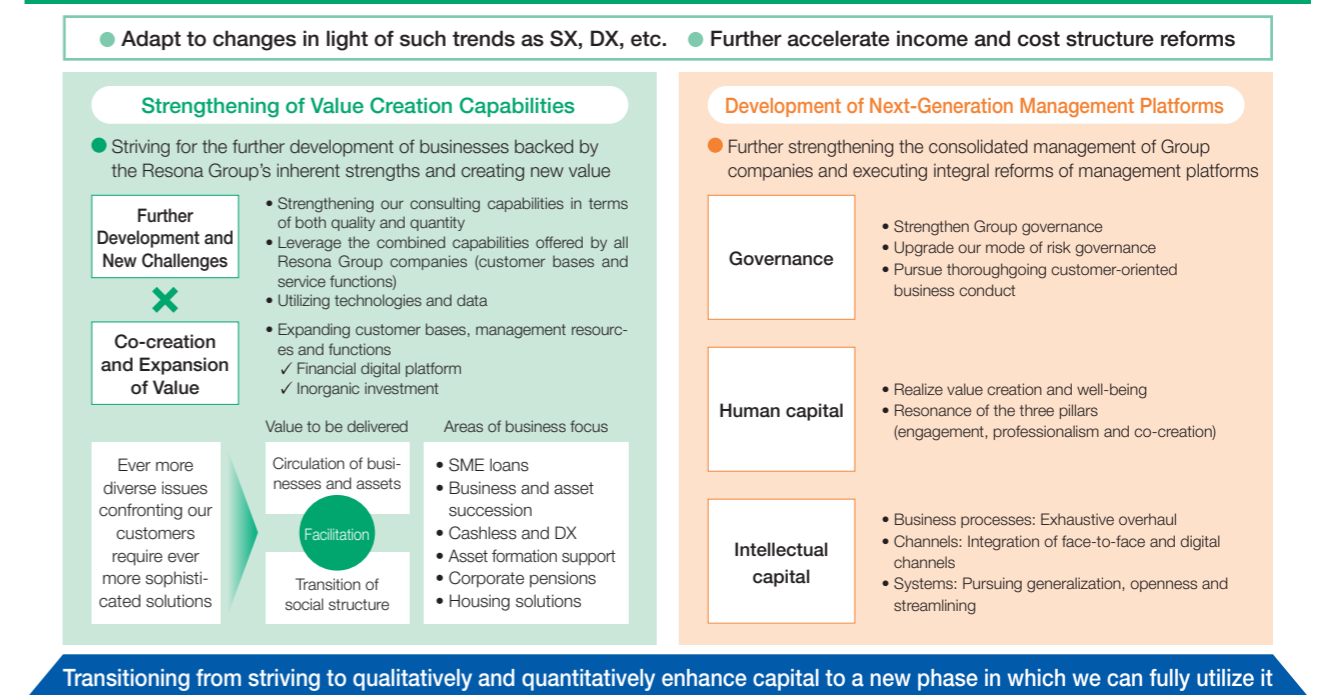 ● Adapt to changes in light of such trends as SX, DX, etc. ● Further accelerate income and cost structure reforms
Strengthening of Value Creation Capabilities
● Striving for the further development of businesses backed by
the Resona Group's inherent strengths and creating new value
Further
Development and
New Challenges
• Strengthening our consulting capabilities in terms
of both quality and quantity
• Leverage the combined capabilities offered by all
Resona Group companies (customer bases and
service functions)
• Utilizing technologies and data
×
Co-creation
and Expansion
of Value
• Expanding customer bases, management resourc-
es and functions
✓ Financial digital platform
✓ Inorganic investment
Ever more
diverse issues
confronting our
customers
require ever
more sophisti-
cated solutions
Value to be delivered
Circulation of busi-
nesses and assets
Facilitation
Transition of
social structure
Areas of business focus
• SME loans
• Business and asset
succession
• Cashless and DX
• Asset formation support
• Corporate pensions
• Housing solutions
Development of Next-Generation Management Platforms
● Further strengthening the consolidated management of Group
companies and executing integral reforms of management platforms
Governance
• Strengthen Group governance
• Upgrade our mode of risk governance
• Pursue thoroughgoing customer-oriented
business conduct
Human capital
• Realize value creation and well-being
• Resonance of the three pillars
(engagement, professionalism and co-creation)
Intellectual
capital
• Business processes: Exhaustive overhaul
• Channels: Integration of face-to-face and digital
channels
• Systems: Pursuing generalization, openness and
streamlining
Transitioning from striving to qualitatively and quantitatively enhance capital to a new phase in which we can fully utilize it